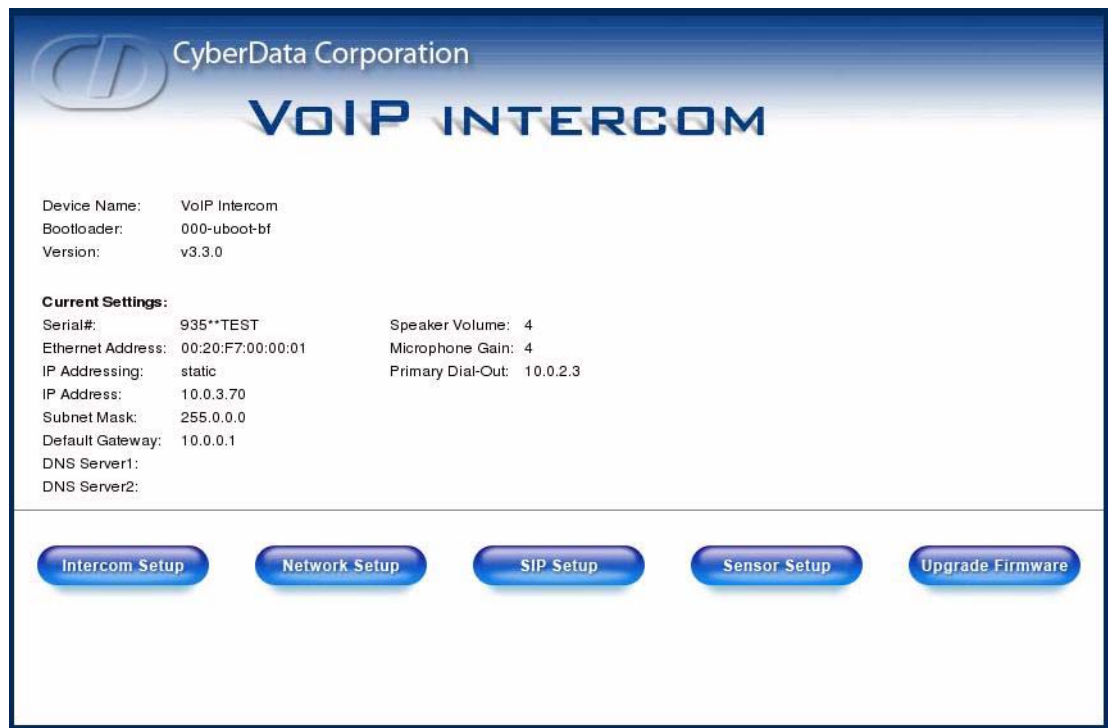 CyberData Corporation
VoIP INTERCOM
Device Name: VoIP Intercom
Bootloader: 000-uboot-bf
Version: v3.3.0
Current Settings:
Serial#: 935**TEST Speaker Volume: 4
Ethernet Address: 00:20:F7:00:00:01 Microphone Gain: 4
IP Addressing: static Primary Dial-Out: 10.0.2.3
IP Address: 10.0.3.70
Subnet Mask: 255.0.0.0
Default Gateway: 10.0.0.1
DNS Server1:
DNS Server2:
Intercom Setup Network Setup SIP Setup Sensor Setup Upgrade Firmware